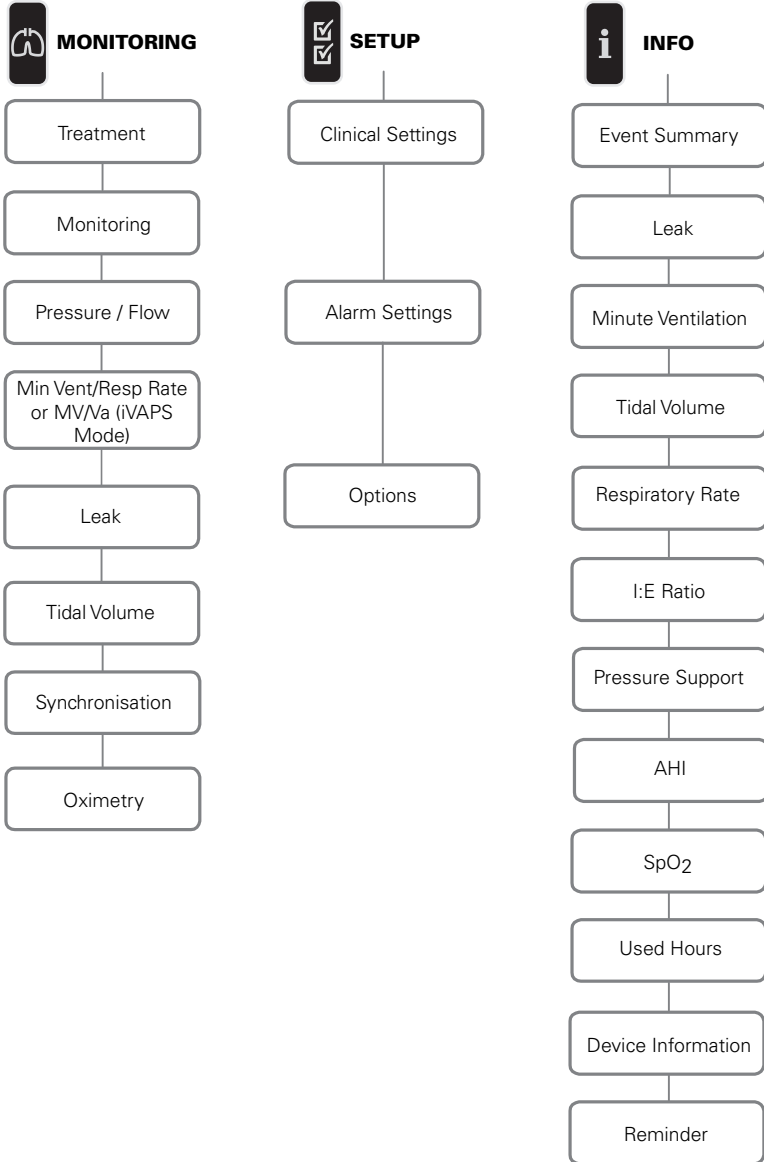 MONITORING
Treatment
Monitoring
Pressure / Flow
Min Vent/Resp Rate
or MV/Va (iVAPS
Mode)
Leak
Tidal Volume
Synchronisation
Oximetry
SETUP
Clinical Settings
Alarm Settings
Options
i INFO
Event Summary
Leak
Minute Ventilation
Tidal Volume
Respiratory Rate
I:E Ratio
Pressure Support
AHI
SpO2
Used Hours
Device Information
Reminder